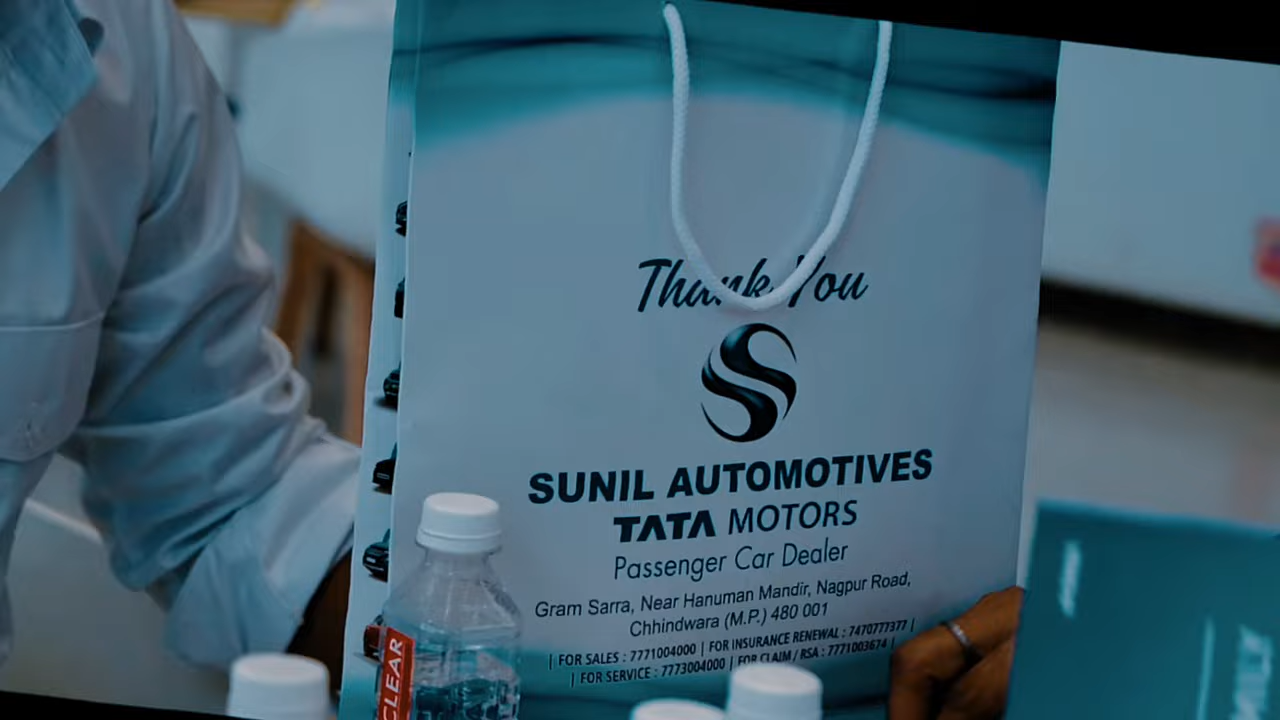 Thank You
SUNIL AUTOMOTIVES
TATA MOTORS
Passenger Car Dealer
Gram Sarra, Near Hanuman Mandir, Nagpur Road,
Chhindwara (M.P.) 480 001
| FOR SALES : 7771004000 | FOR INSURANCE RENEWAL : 7470777377 |
| FOR SERVICE : 7773004000 | FOR CLAIM / RSA : 7771003674 |
CLEAR